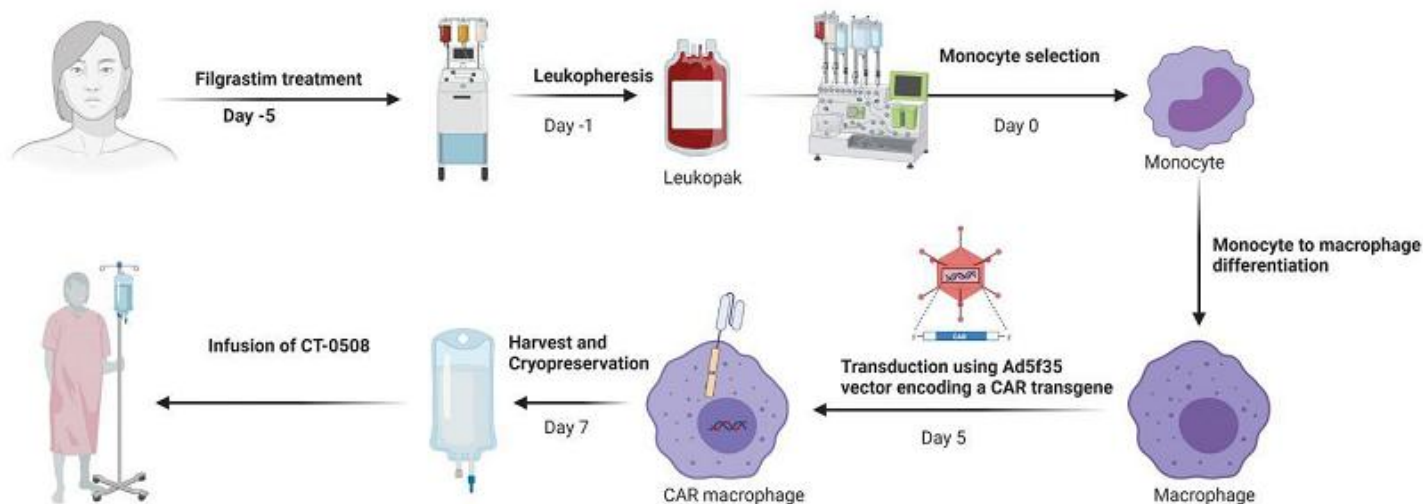 Filgrastim treatment
Day -5
Leukopheresis
Day -1
Leukopak
Monocyte selection
Day 0
Monocyte
Monocyte to macrophage
differentiation
Macrophage
CAR
Transduction using Ad5f35
vector encoding a CAR transgene
Day 5
CAR macrophage
Harvest and
Cryopreservation
Day 7
Infusion of CT-0508